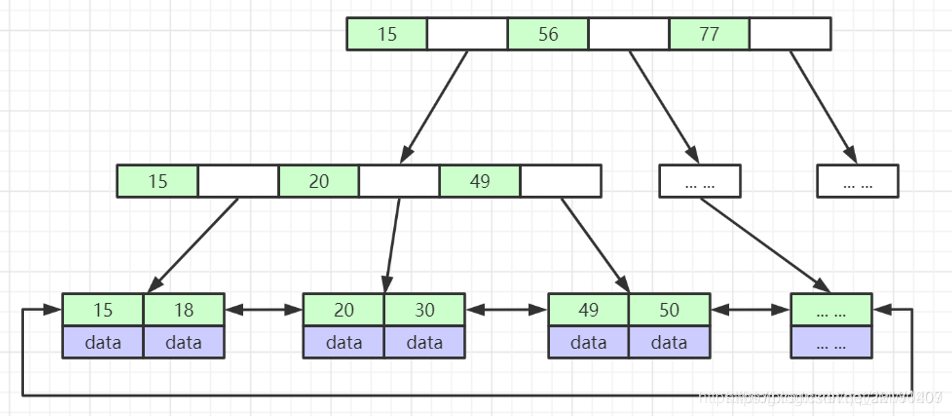 15 56 77
15 20 49 ... ... ... ...
15 18 20 30 49 50 ... ...
data data data data data data ... ...